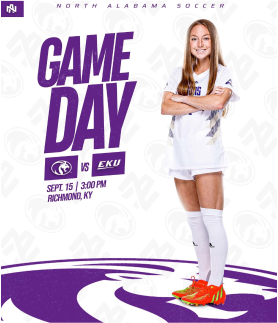 NORTH ALABAMA SOCCER
GAME
DAY
VS EKU
SEPT. 15 | 3:00 PM
RICHMOND, KY